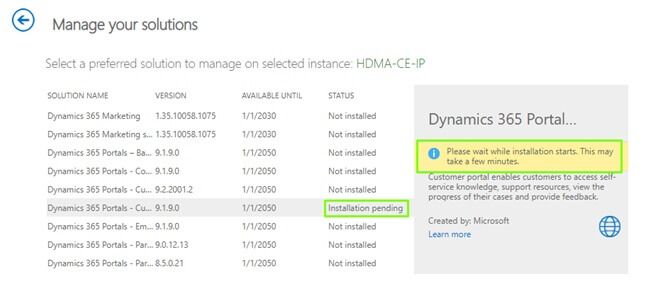 Manage your solutions
Select a preferred solution to manage on selected instance: HDMA-CE-IP
SOLUTION NAME VERSION AVAILABLE UNTIL STATUS
Dynamics 365 Marketing 1.35.10058.1075 1/1/2030 Not installed
Dynamics 365 Marketing s... 1.35.10058.1075 1/1/2030 Not installed
Dynamics 365 Portals – Ba... 9.1.9.0 1/1/2050 Not installed
Dynamics 365 Portals - Co... 9.1.9.0 1/1/2050 Not installed
Dynamics 365 Portals - Cu... 9.2.2001.2 1/1/2050 Not installed
Dynamics 365 Portals - Cu... 9.1.9.0 1/1/2050 Installation pending
Dynamics 365 Portals - Em... 9.1.9.0 1/1/2050 Not installed
Dynamics 365 Portals - Par... 9.0.12.13 1/1/2050 Not installed
Dynamics 365 Portals - Par... 8.5.0.21 1/1/2050 Not installed
Dynamics 365 Portal...
Please wait while installation starts. This may
take a few minutes.
Customer portal enables customers to access self-
service knowledge, support resources, view the
progress of their cases and provide feedback.
Created by: Microsoft
Learn more